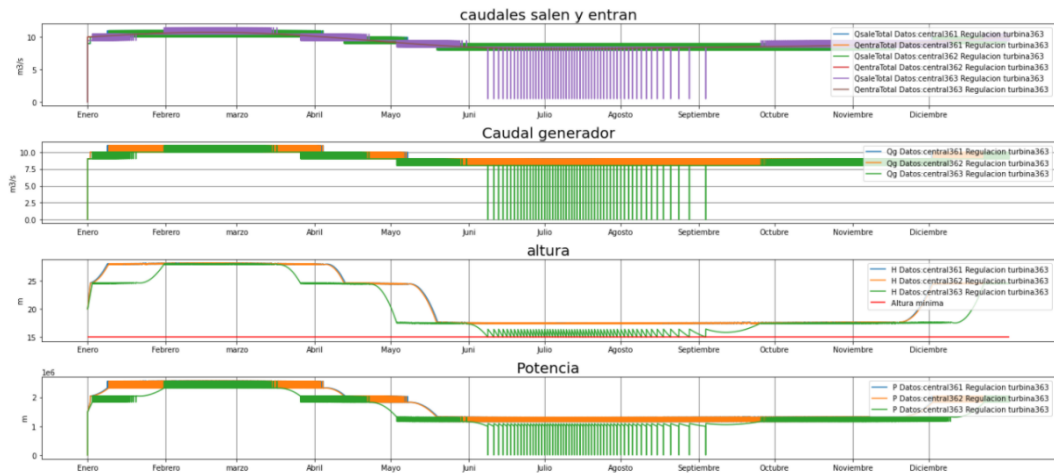 caudales salen y entran
10
5
0
m3/s
QsaleTotal Datos:central361 Regulacion turbina363
QentraTotal Datos:central361 Regulacion turbina363
QsaleTotal Datos:central362 Regulacion turbina363
QentraTotal Datos:central362 Regulacion turbina363
QsaleTotal Datos:central363 Regulacion turbina363
QentraTotal Datos:central363 Regulacion turbina363
Enero Febrero marzo Abril Mayo Juni Julio Agosto Septiembre Octubre Noviembre Diciembre
Caudal generador
10.0
7.5
5.0
2.5
0.0
m3/s
Qg Datos:central361 Regulacion turbina363
Qg Datos:central362 Regulacion turbina363
Qg Datos:central363 Regulacion turbina363
Enero Febrero marzo Abril Mayo Juni Julio Agosto Septiembre Octubre Noviembre Diciembre
altura
25
20
15
m
H Datos:central361 Regulacion turbina363
H Datos:central362 Regulacion turbina363
H Datos:central363 Regulacion turbina363
Altura mínima
Enero Febrero marzo Abril Mayo Juni Julio Agosto Septiembre Octubre Noviembre Diciembre
Potencia
1e6
2
1
0
m
P Datos:central361 Regulacion turbina363
P Datos:central362 Regulacion turbina363
P Datos:central363 Regulacion turbina363
Enero Febrero marzo Abril Mayo Juni Julio Agosto Septiembre Octubre Noviembre Diciembre